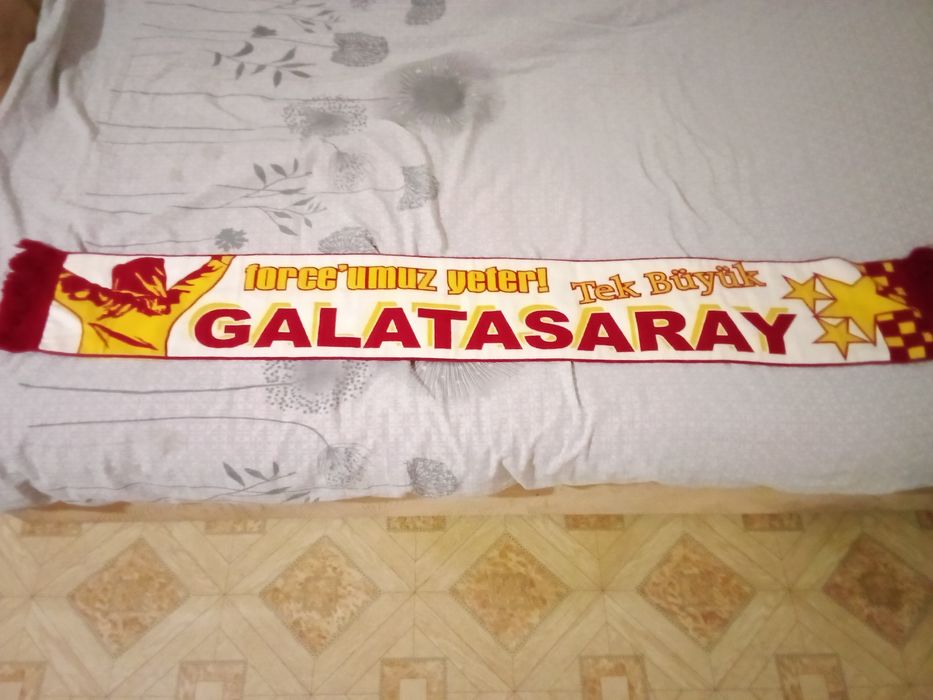 force'umuz yeter! Tek Büyük
GALATASARAY